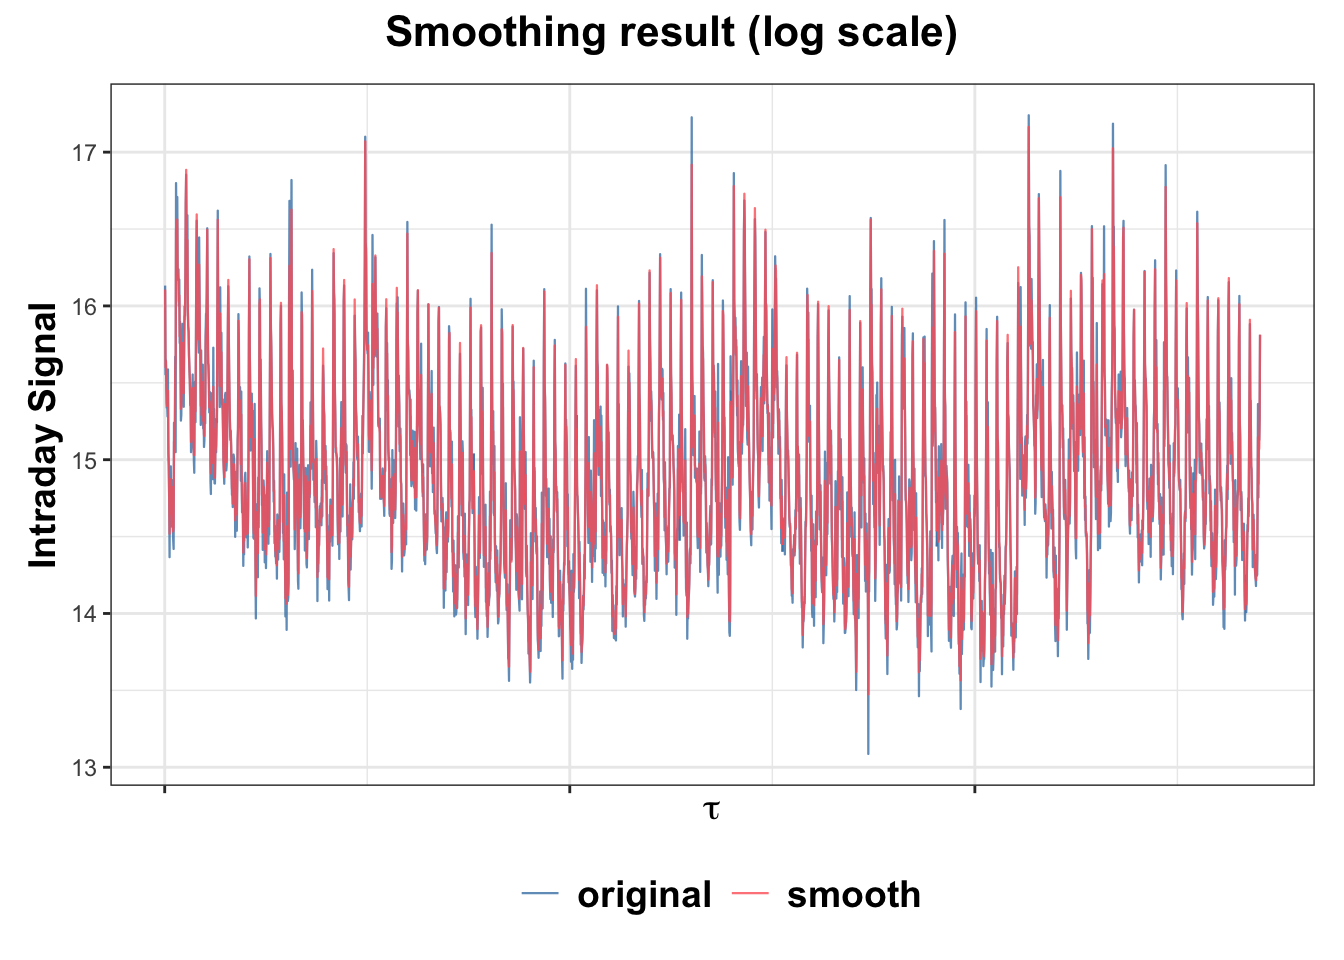 Smoothing result (log scale)
Intraday Signal
17
16
15
14
13
τ
original smooth